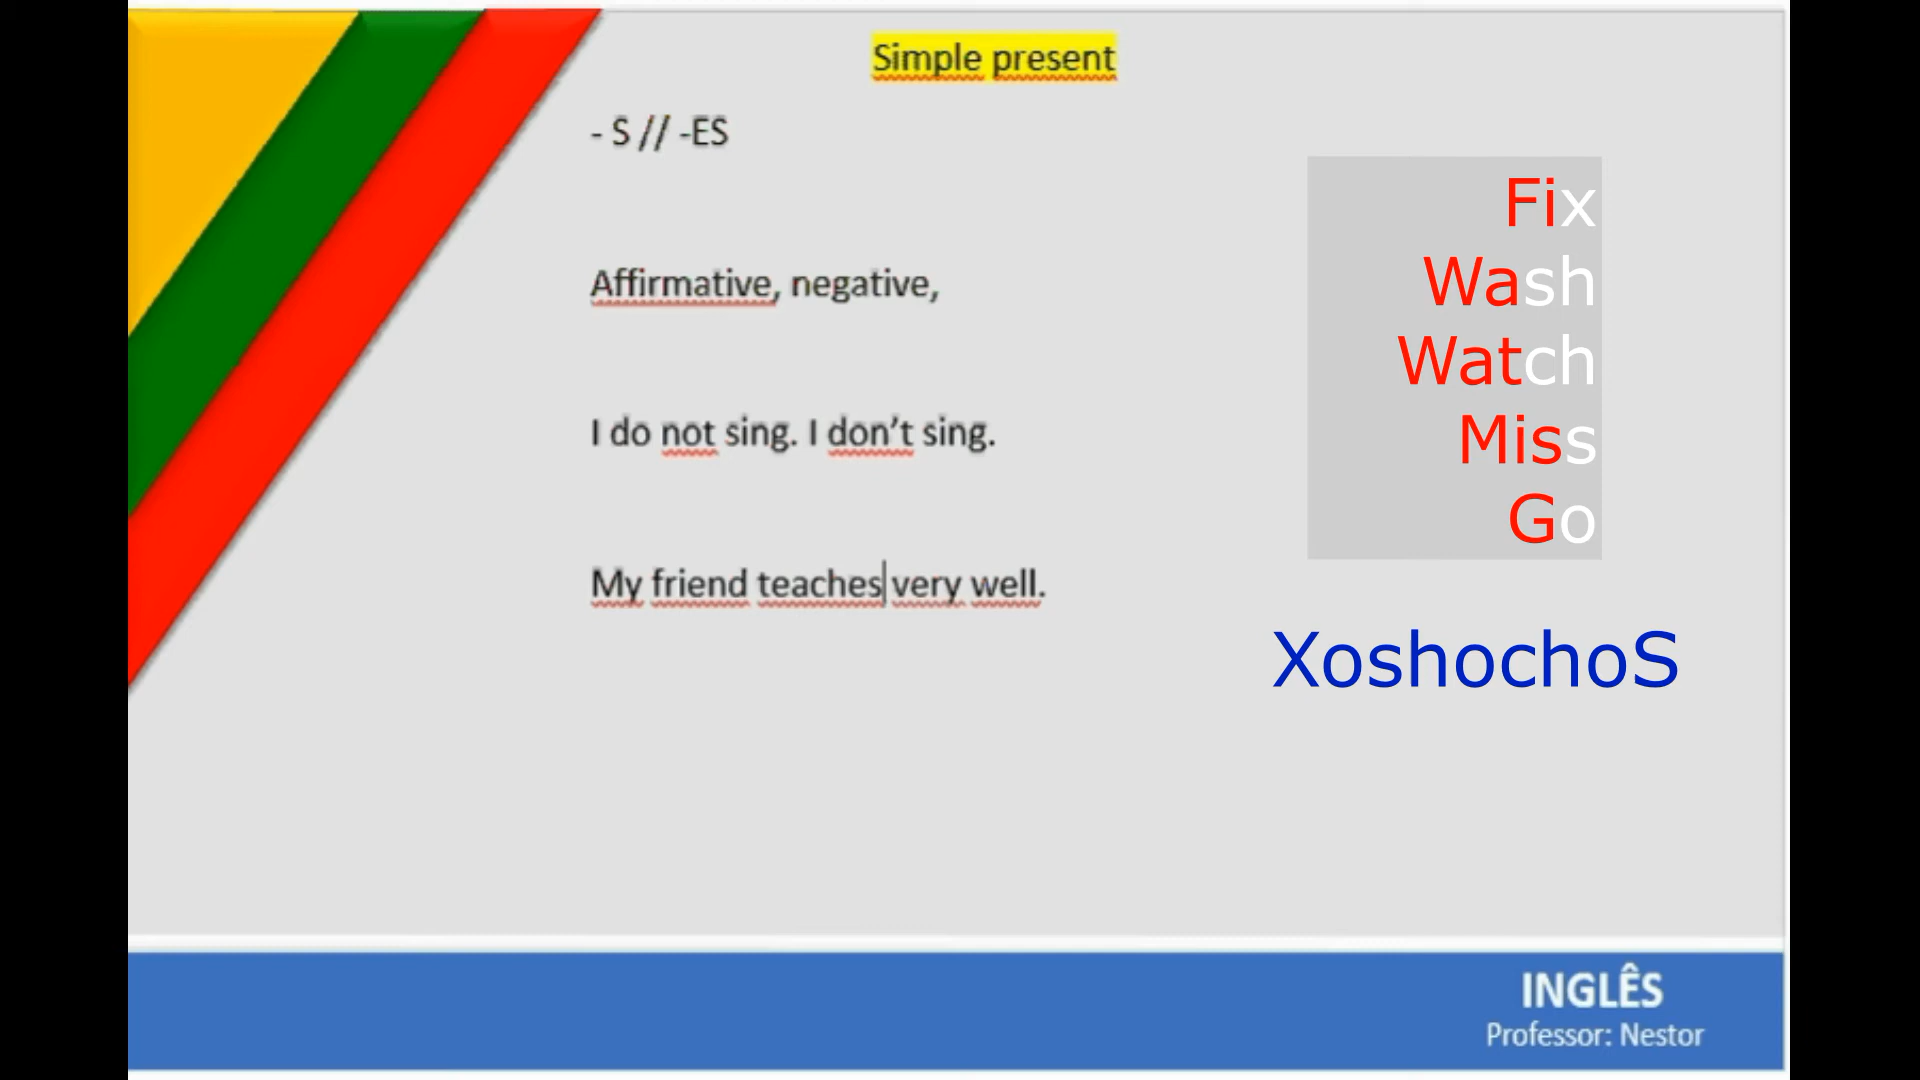 Simple present
- S // -ES
Affirmative, negative,
I do not sing. I don't sing.
My friend teaches very well.
Fix
Wash
Watch
Miss
Go
XoshochoS
INGLÊS
Professor: Nestor